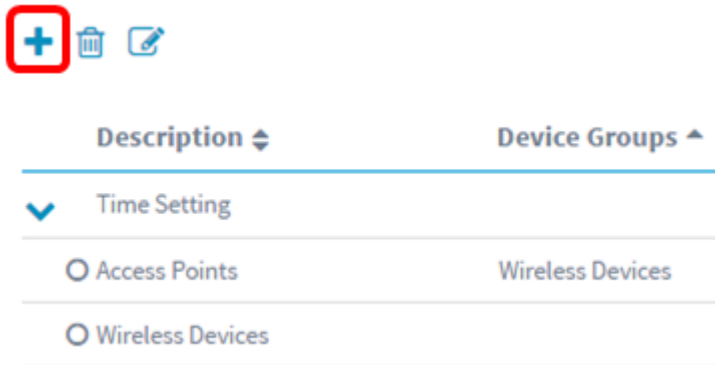 Description Device Groups
Time Setting
Access Points Wireless Devices
Wireless Devices